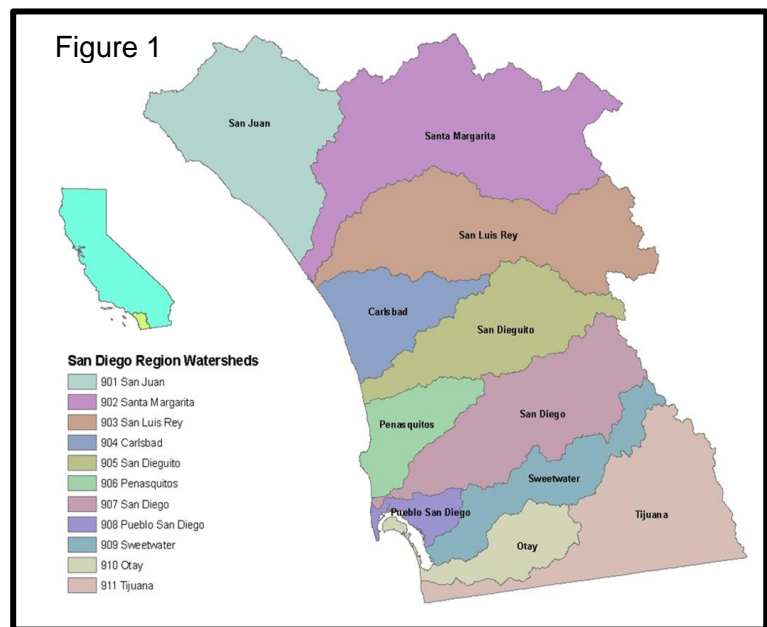 Figure 1
San Juan
Santa Margarita
San Luis Rey
Carlsbad
San Dieguito
San Diego
Penasquitos
Sweetwater
Pueblo San Diego
Tijuana
Otay
San Diego Region Watersheds
901 San Juan
902 Santa Margarita
903 San Luis Rey
904 Carlsbad
905 San Dieguito
906 Penasquitos
907 San Diego
908 Pueblo San Diego
909 Sweetwater
910 Otay
911 Tijuana